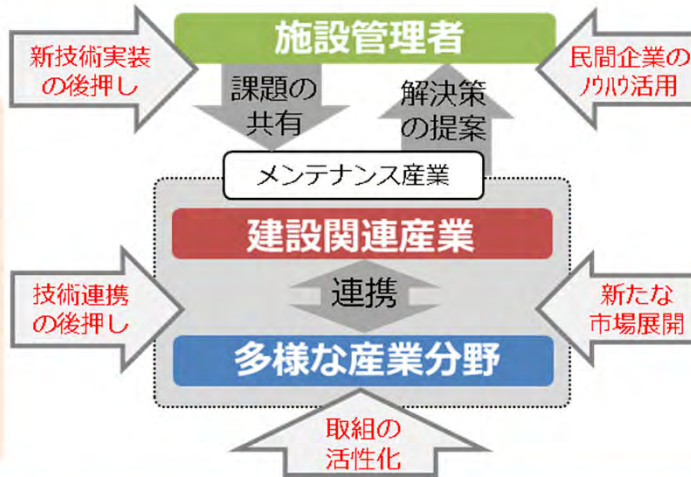 施設管理者
新技術実装
の後押し
民間企業の
ﾉｳﾊｳ活用
課題の
共有
解決策
の提案
メンテナンス産業
建設関連産業
技術連携
の後押し
連携
新たな
市場展開
多様な産業分野
取組の
活性化